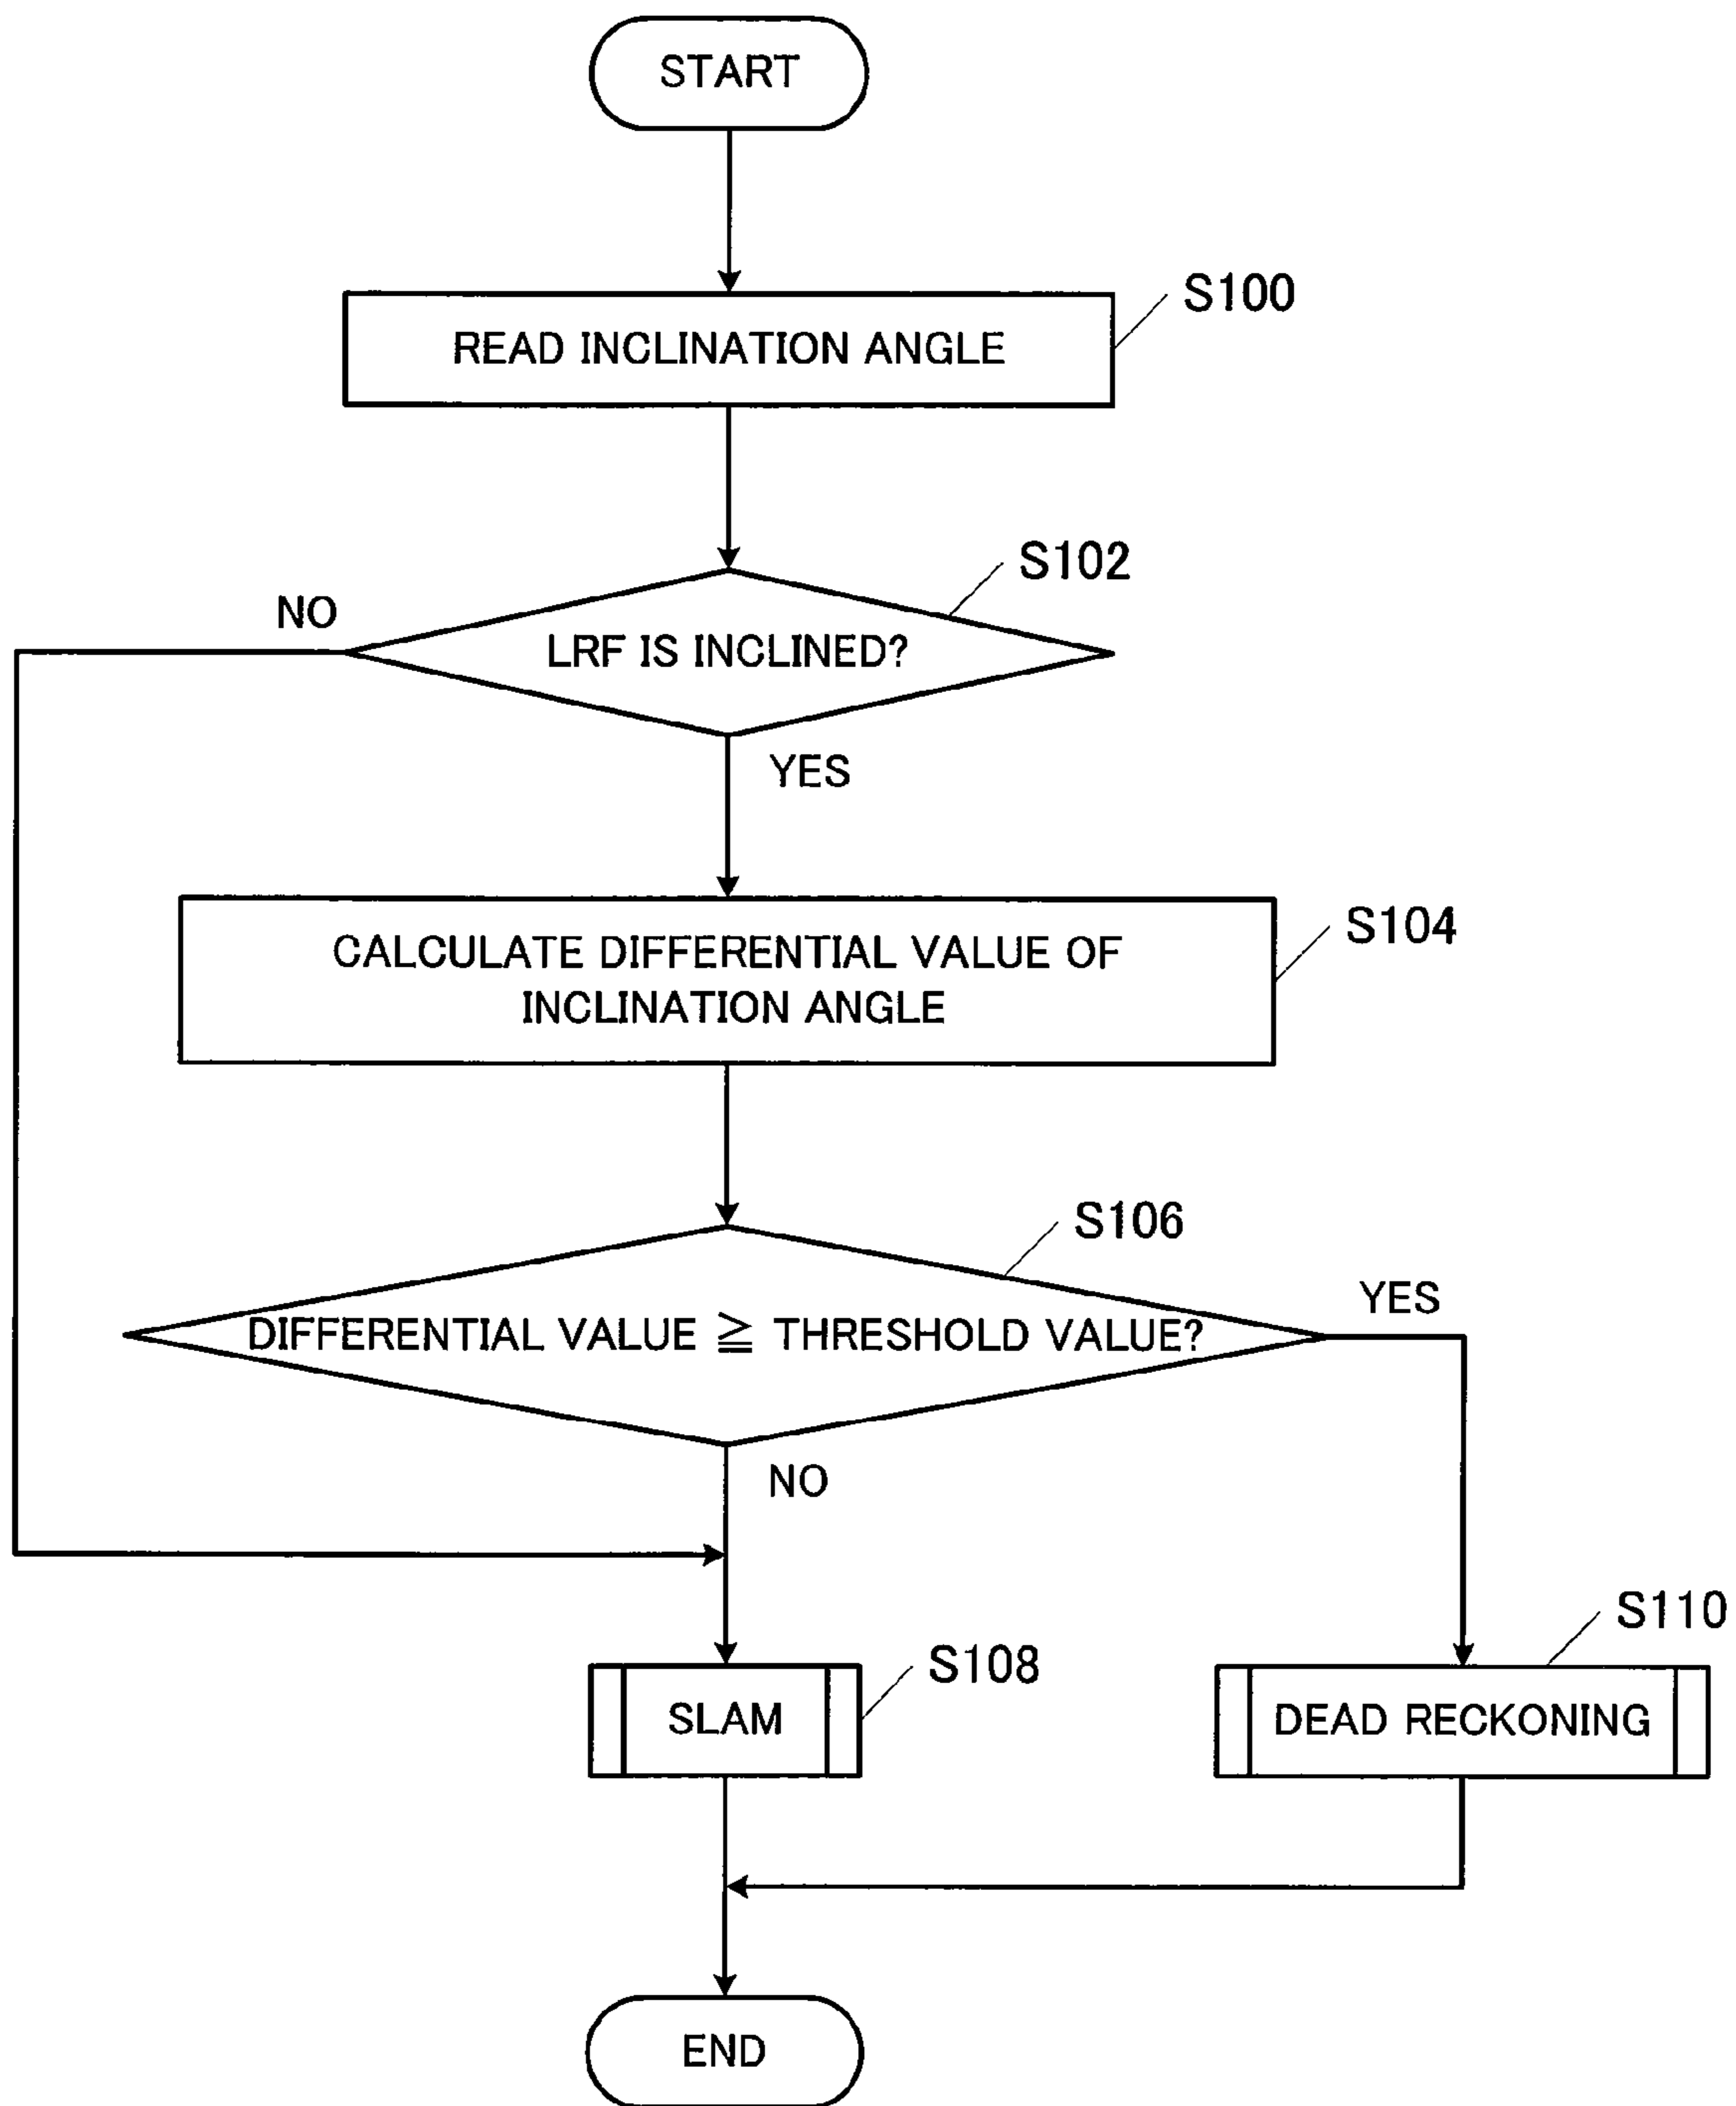 START
S100
READ INCLINATION ANGLE
S102
NO
LRF IS INCLINED?
YES
S104
CALCULATE DIFFERENTIAL VALUE OF
INCLINATION ANGLE
S106
YES
DIFFERENTIAL VALUE ≧ THRESHOLD VALUE?
NO
S110
S108
SLAM
DEAD RECKONING
END